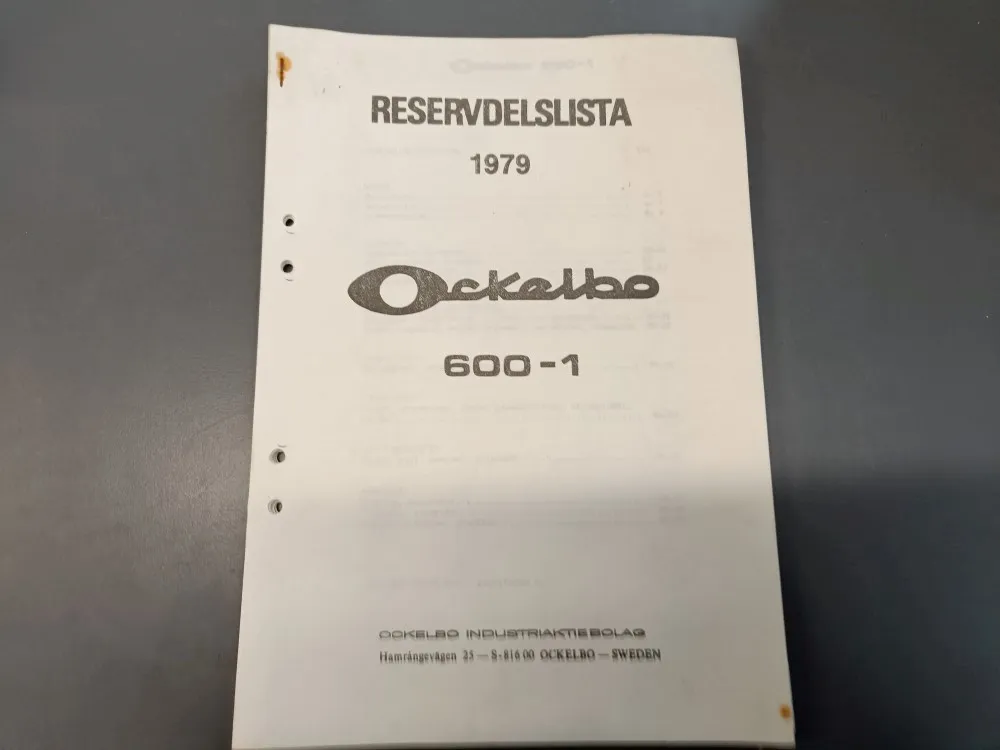 RESERVDELSLISTA
1979
Ockelbo
600-1
OCKELBO INDUSTRIAKTIEBOLAG
Hamrångevägen 25 — S-816 00 OCKELBO — SWEDEN